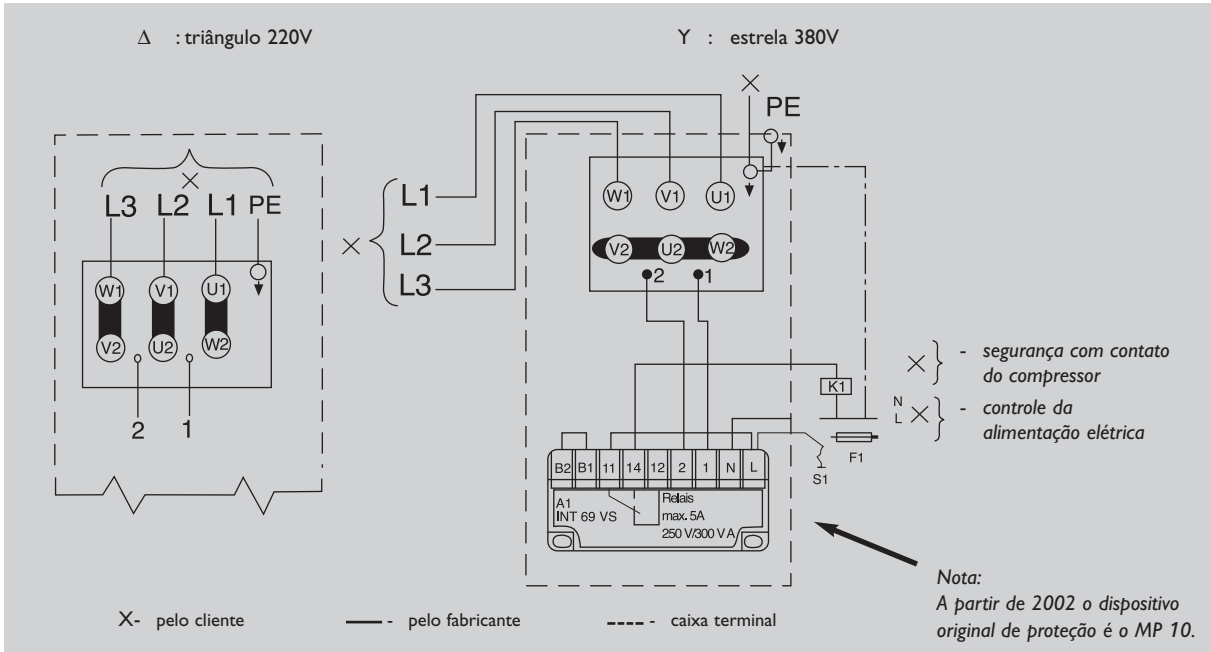 Δ : triângulo 220V
Y : estrela 380V
PE
L3 L2 L1 PE
W1 V1 U1
V2 U2 W2
2 1
L1
L2
L3
W1 V1 U1
V2 U2 W2
2 1
K1
N
L
F1
S1
- segurança com contato
do compressor
- controle da
alimentação elétrica
B2 B1 11 14 12 2 1 N L
A1
INT 69 VS
Relais
max. 5A
250 V/300 VA
Nota:
A partir de 2002 o dispositivo
original de proteção é o MP 10.
X- pelo cliente
- pelo fabricante
- caixa terminal